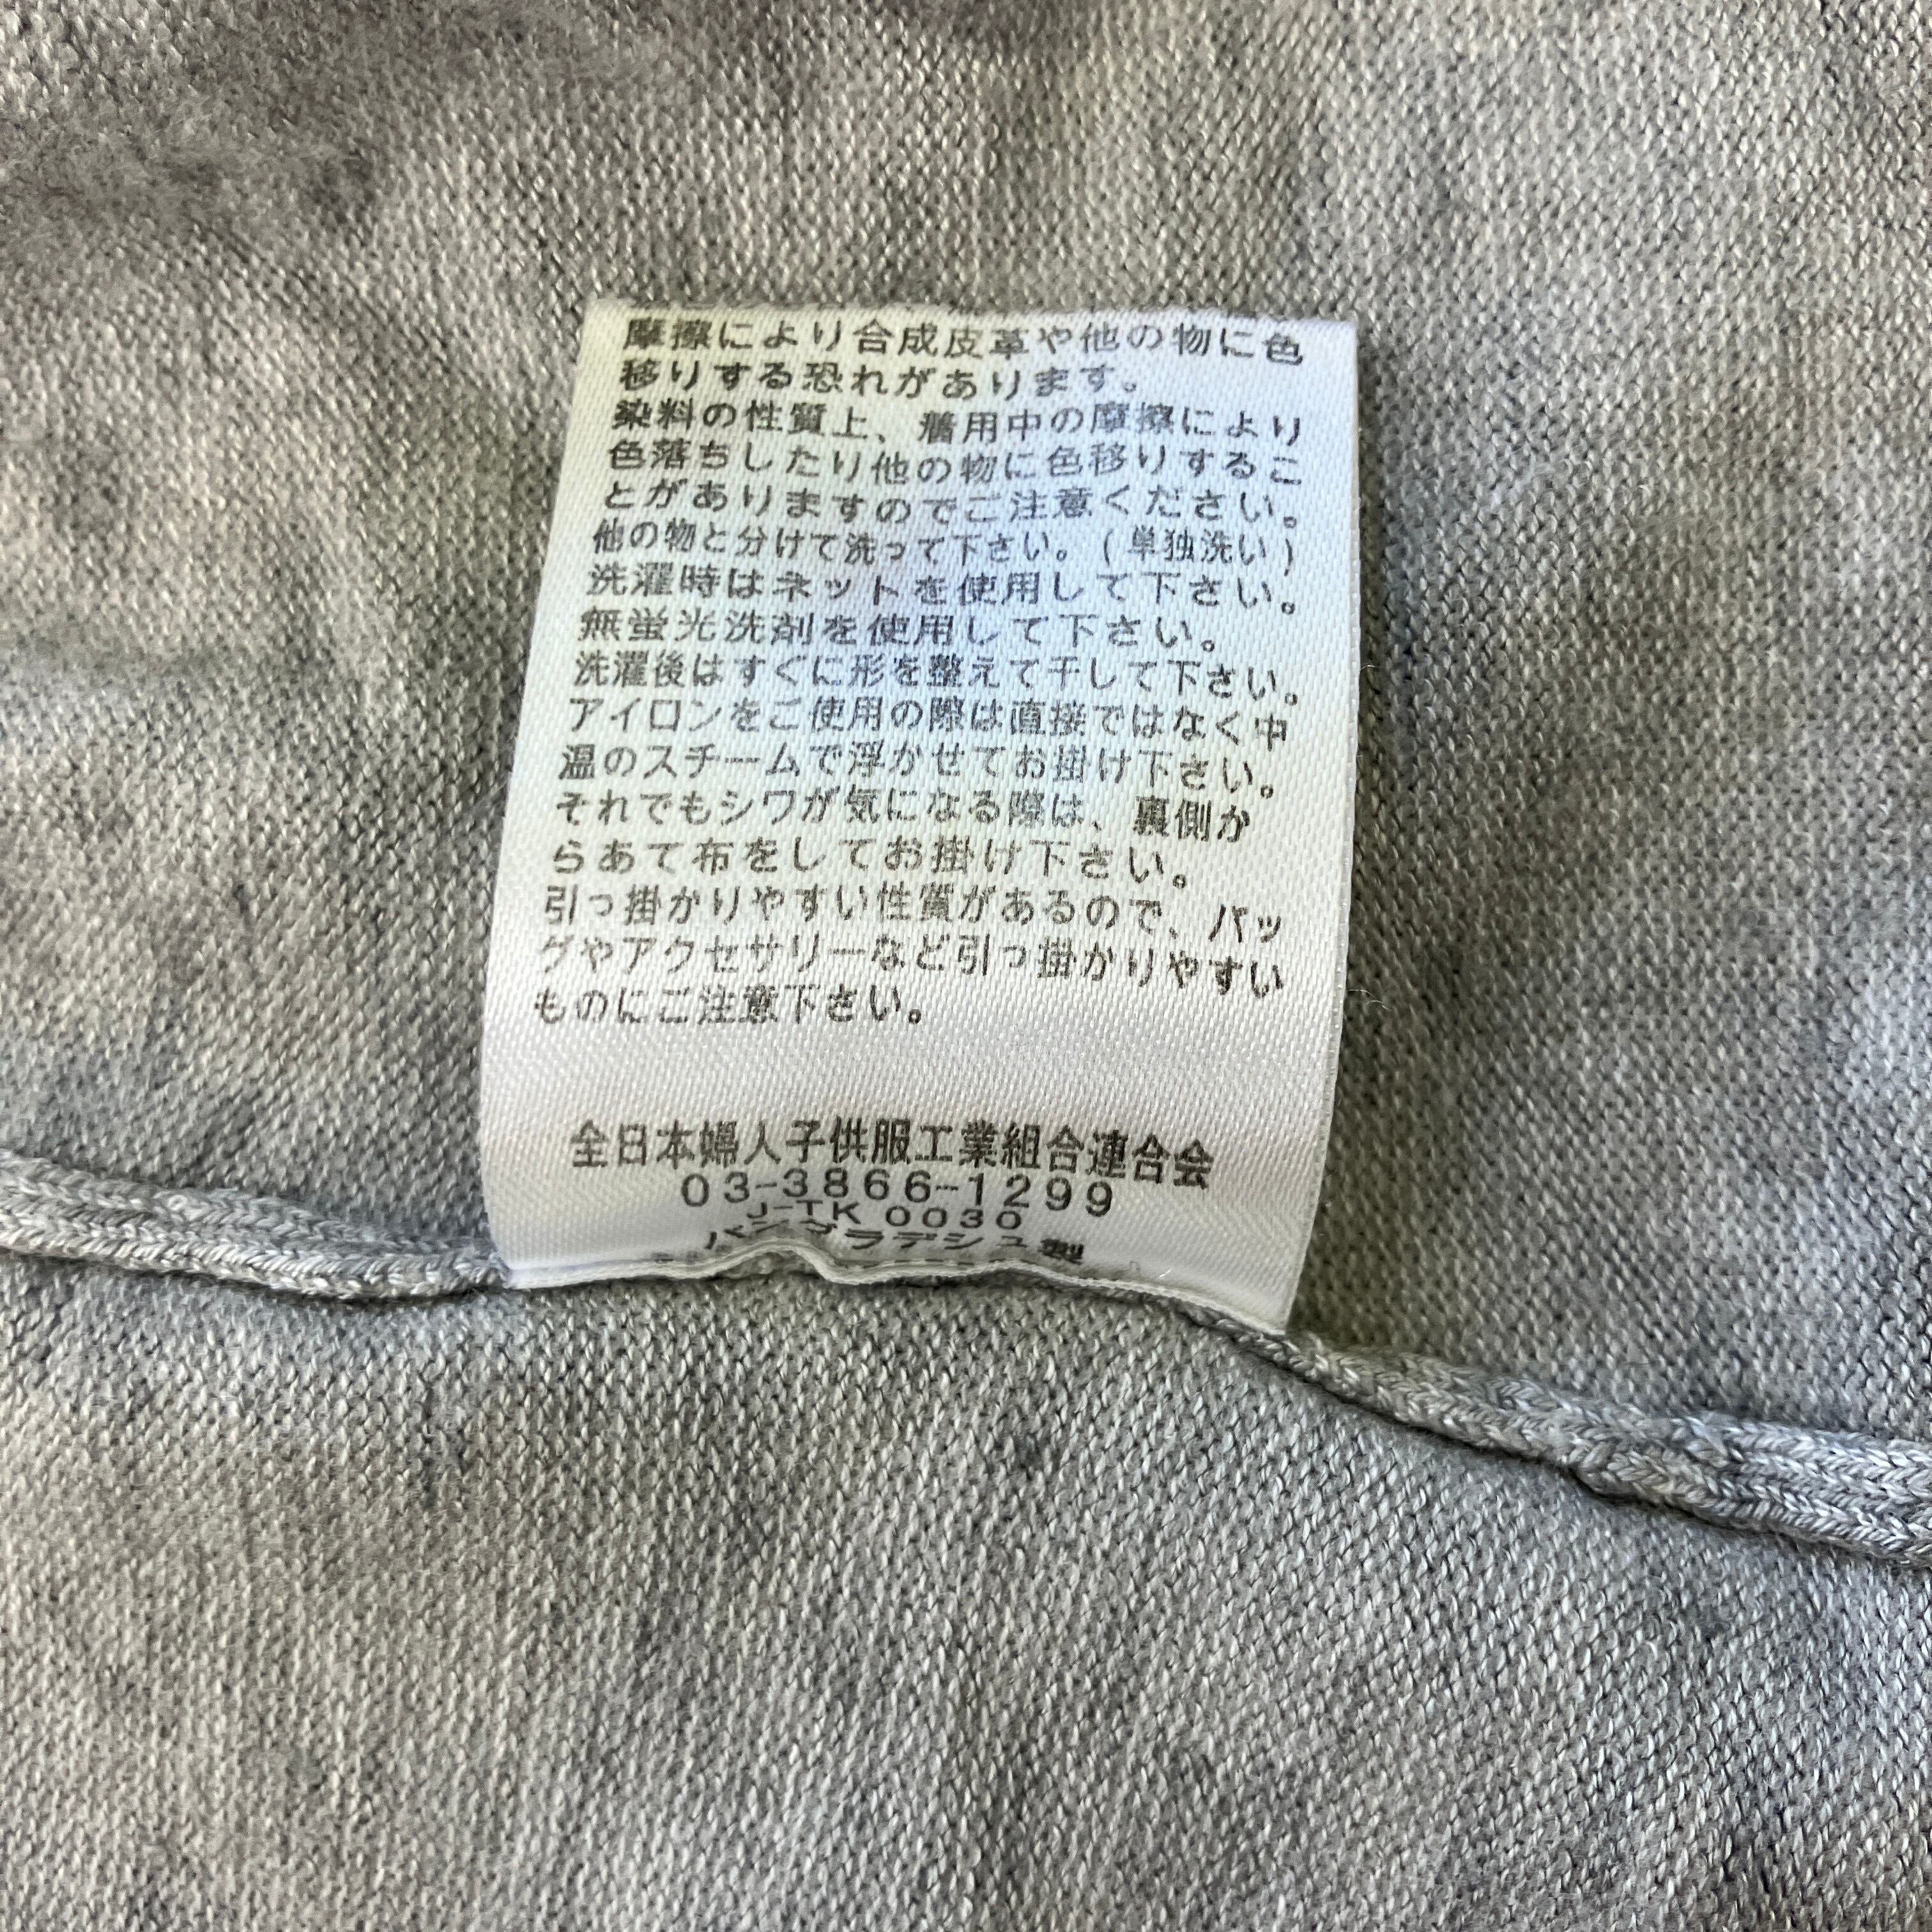 摩擦により合成皮革や他の物に色
移りする恐れがあります。
染料の性質上、着用中の摩擦により
色落ちしたり他の物に色移りするこ
とがありますのでご注意ください。
他の物と分けて洗って下さい。(単独洗い)
洗濯時はネットを使用して下さい。
無蛍光洗剤を使用して下さい。
洗濯後はすぐに形を整えて干して下さい。
アイロンをご使用の際は直接ではなく中
温のスチームで浮かせてお掛け下さい。
それでもシワが気になる際は、裏側か
らあて布をしてお掛け下さい。
引っ掛かりやすい性質があるので、バッ
グやアクセサリーなど引っ掛かりやすい
ものにご注意下さい。
全日本婦人子供服工業組合連合会
03-3866-1299
J-TK 0030
バングラデシュ製